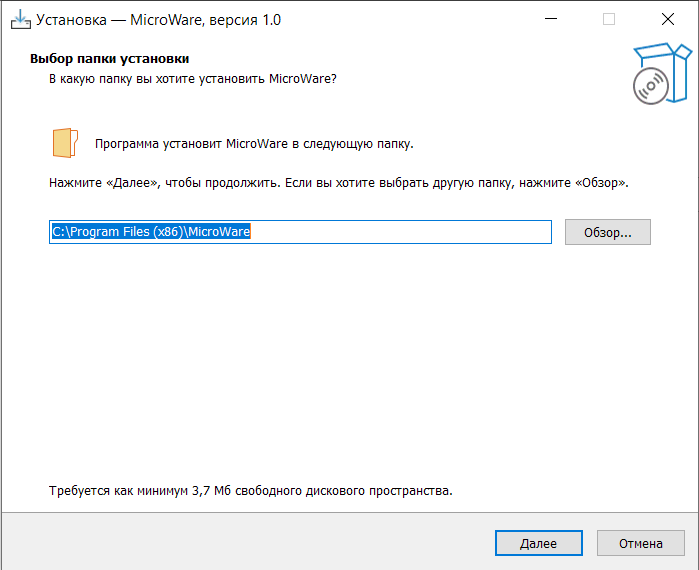 Установка — MicroWare, версия 1.0
Выбор папки установки
В какую папку вы хотите установить MicroWare?
Программа установит MicroWare в следующую папку.
Нажмите «Далее», чтобы продолжить. Если вы хотите выбрать другую папку, нажмите «Обзор».
C:\Program Files (x86)\MicroWare
Обзор...
Требуется как минимум 3,7 Мб свободного дискового пространства.
Далее
Отмена